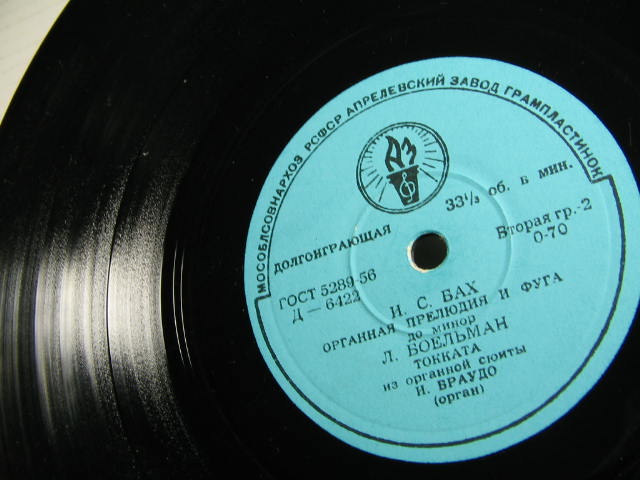 МОСОБЛСОВНАРХОЗ РСФСР АПРЕЛЕВСКИЙ ЗАВОД ГРАМПЛАСТИНОК
АЗ
ДОЛГОИГРАЮЩАЯ
33⅓ об. в мин.
ГОСТ 5289-56
Д — 6422
Вторая гр.-2
0-70
И. С. БАХ
ОРГАННАЯ ПРЕЛЮДИЯ И ФУГА
до минор
Л. БОЕЛЬМАН
ТОККАТА
из органной сюиты
И. БРАУДО
(орган)